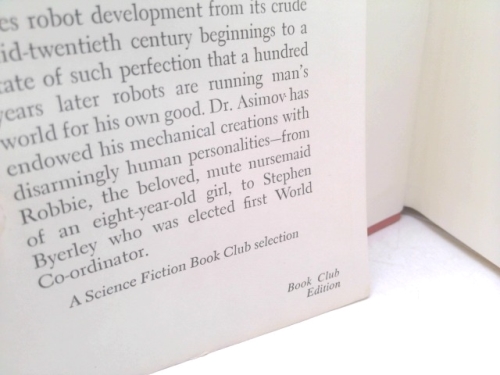 es robot development from its crude
id-twentieth century beginnings to a
tate of such perfection that a hundred
years later robots are running man's
world for his own good. Dr. Asimov has
endowed his mechanical creations with
disarmingly human personalities—from
Robbie, the beloved, mute nursemaid
of an eight-year-old girl, to Stephen
Byerley who was elected first World
Co-ordinator.
A Science Fiction Book Club selection
Book Club
Edition